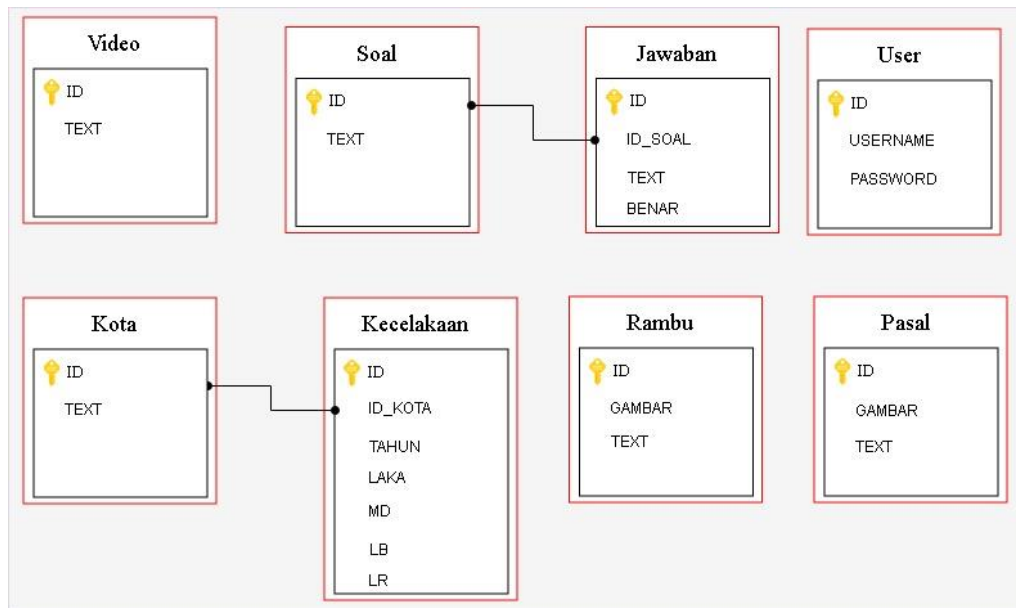 Video
ID
TEXT
Soal
ID
TEXT
Jawaban
ID
ID_SOAL
TEXT
BENAR
User
ID
USERNAME
PASSWORD
Kota
ID
TEXT
Kecelakaan
ID
ID_KOTA
TAHUN
LAKA
MD
LB
LR
Rambu
ID
GAMBAR
TEXT
Pasal
ID
GAMBAR
TEXT